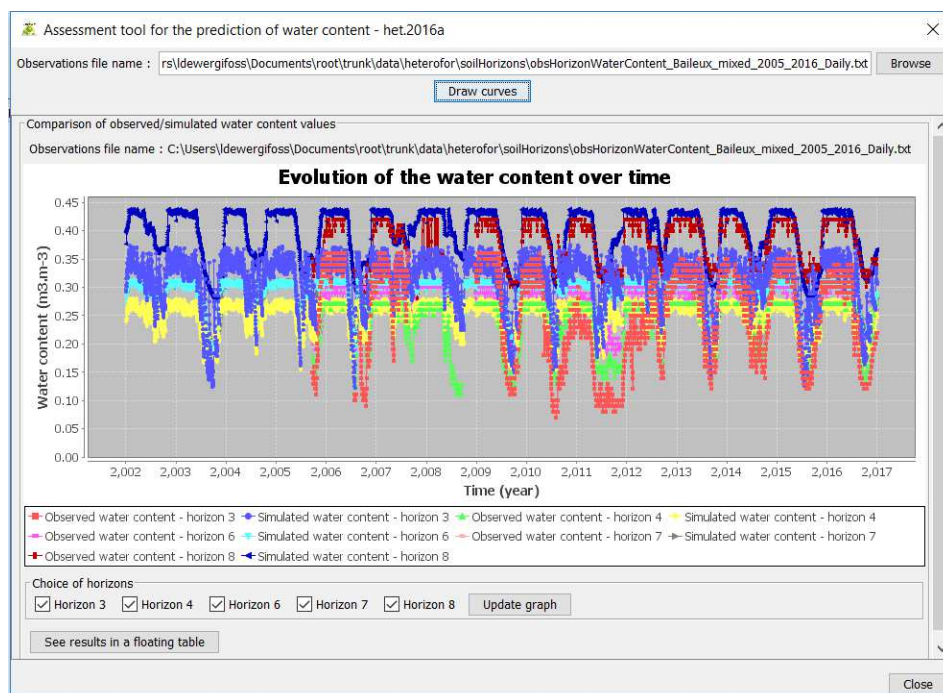 Assessment tool for the prediction of water content - het.2016a
Observations file name : rs\ldewergifoss\Documents\root\trunk\data\heterofor\soilHorizons\obsHorizonWaterContent_Baileux_mixed_2005_2016_Daily.txt Browse
Draw curves
Comparison of observed/simulated water content values
Observations file name : C:\Users\ldewergifoss\Documents\root\trunk\data\heterofor\soilHorizons\obsHorizonWaterContent_Baileux_mixed_2005_2016_Daily.txt
Evolution of the water content over time
Water content (m3.m-3)
0.45
0.40
0.35
0.30
0.25
0.20
0.15
0.10
0.05
0.00
2,002 2,003 2,004 2,005 2,006 2,007 2,008 2,009 2,010 2,011 2,012 2,013 2,014 2,015 2,016 2,017
Time (year)
Observed water content - horizon 3 Simulated water content - horizon 3 Observed water content - horizon 4 Simulated water content - horizon 4
Observed water content - horizon 6 Simulated water content - horizon 6 Observed water content - horizon 7 Simulated water content - horizon 7
Observed water content - horizon 8 Simulated water content - horizon 8
Choice of horizons
Horizon 3 Horizon 4 Horizon 6 Horizon 7 Horizon 8 Update graph
See results in a floating table
Close